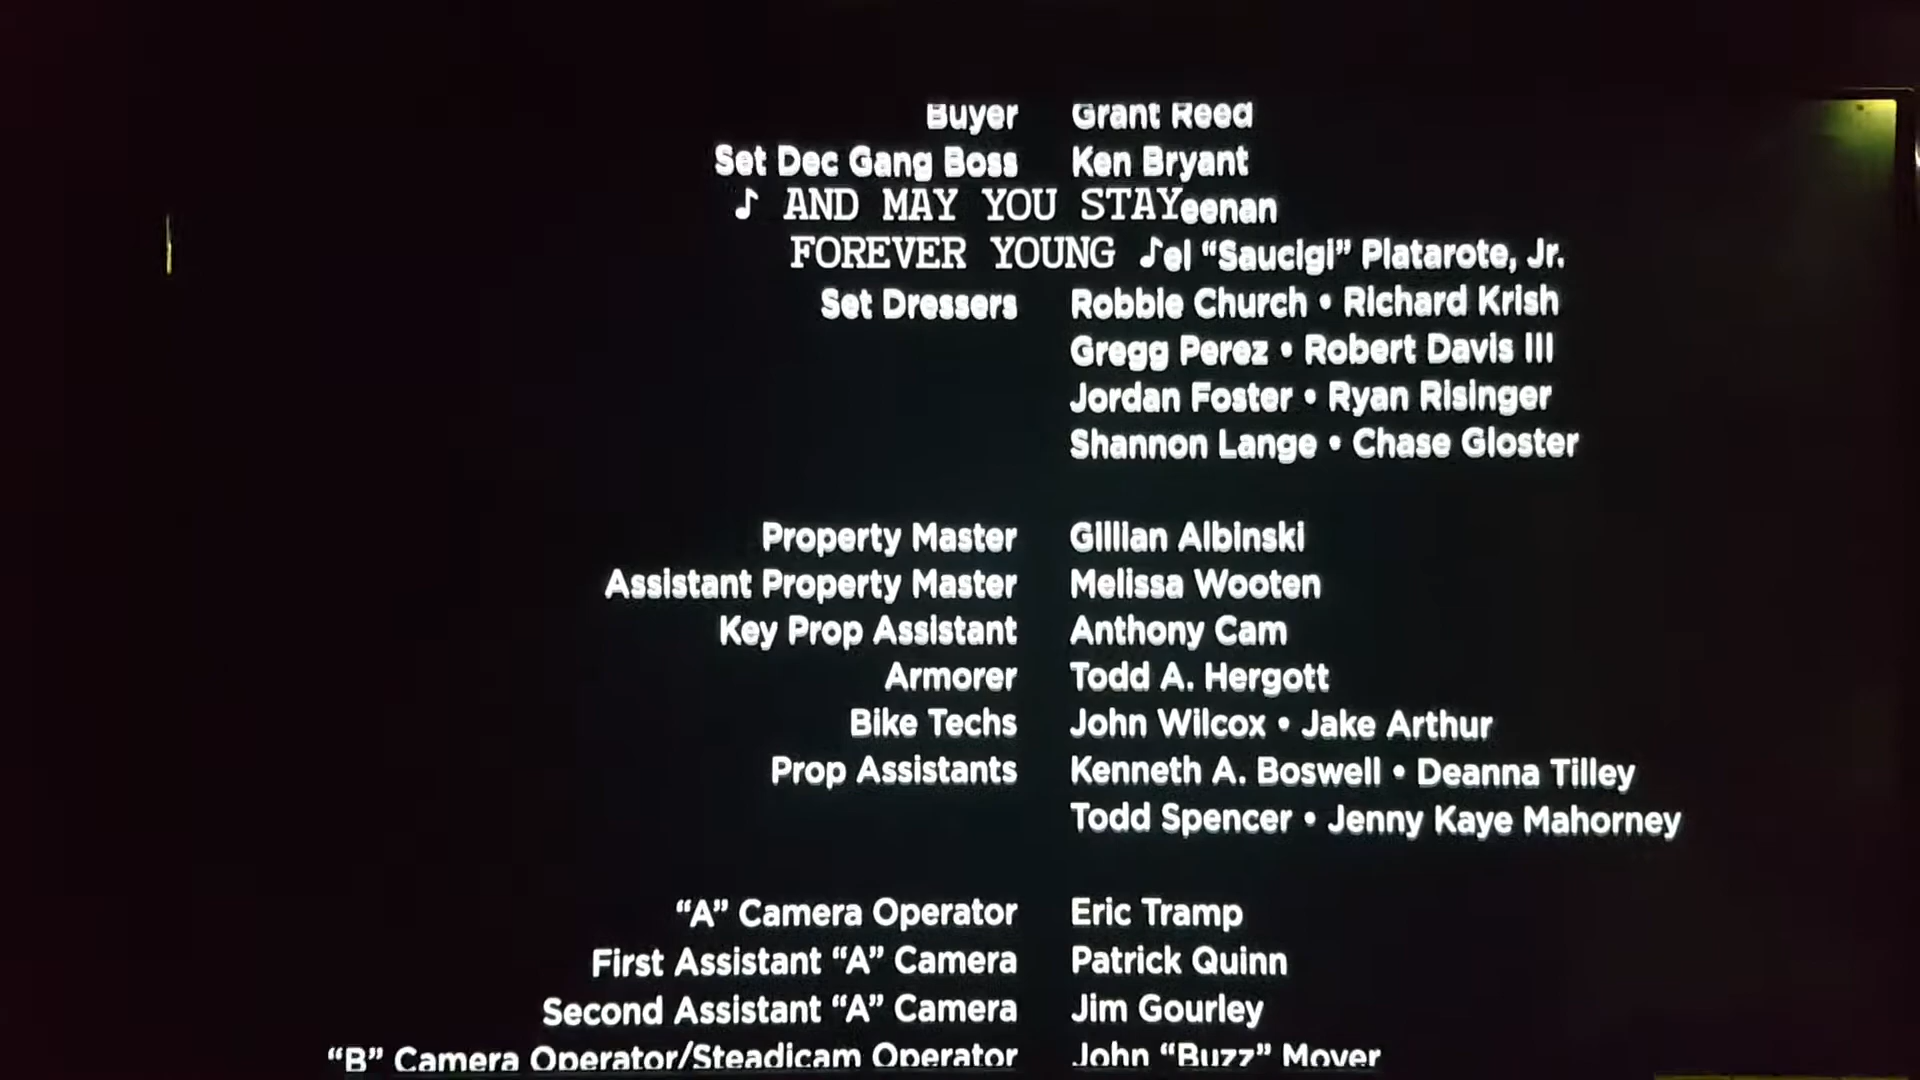 Buyer Grant Reed
Set Dec Gang Boss Ken Bryant
♪ AND MAY YOU STAYeenan
FOREVER YOUNG ♪el “Saucigi” Platarote, Jr.
Set Dressers Robbie Church • Richard Krish
Gregg Perez • Robert Davis III
Jordan Foster • Ryan Risinger
Shannon Lange • Chase Gloster
Property Master Gillian Albinski
Assistant Property Master Melissa Wooten
Key Prop Assistant Anthony Cam
Armorer Todd A. Hergott
Bike Techs John Wilcox • Jake Arthur
Prop Assistants Kenneth A. Boswell • Deanna Tilley
Todd Spencer • Jenny Kaye Mahorney
“A” Camera Operator Eric Tramp
First Assistant “A” Camera Patrick Quinn
Second Assistant “A” Camera Jim Gourley
“B” Camera Operator/Steadicam Operator John “Buzz” Moyer